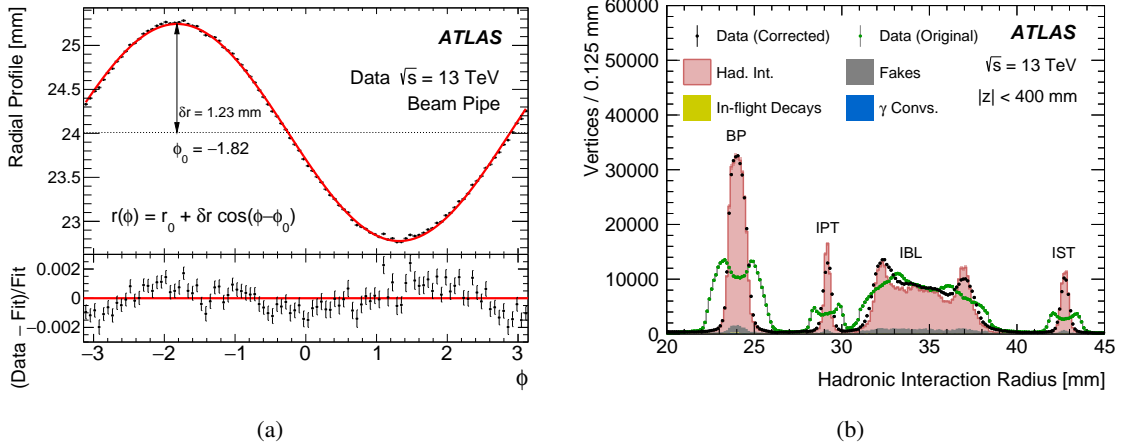 Radial Profile [mm]
25
24.5
24
23.5
23
ATLAS
Data √s = 13 TeV
Beam Pipe
δr = 1.23 mm
ϕ0 = −1.82
r(ϕ) = r0 + δr cos(ϕ−ϕ0)
(Data − Fit)/Fit
0.002
0
−0.002
−3 −2 −1 0 1 2 3
ϕ
(a)
Vertices / 0.125 mm
60000
50000
40000
30000
20000
10000
0
Data (Corrected)
Data (Original)
ATLAS
Had. Int.
Fakes
√s = 13 TeV
In-flight Decays
γ Convs.
|z| < 400 mm
BP
IPT
IBL
IST
20 25 30 35 40 45
Hadronic Interaction Radius [mm]
(b)